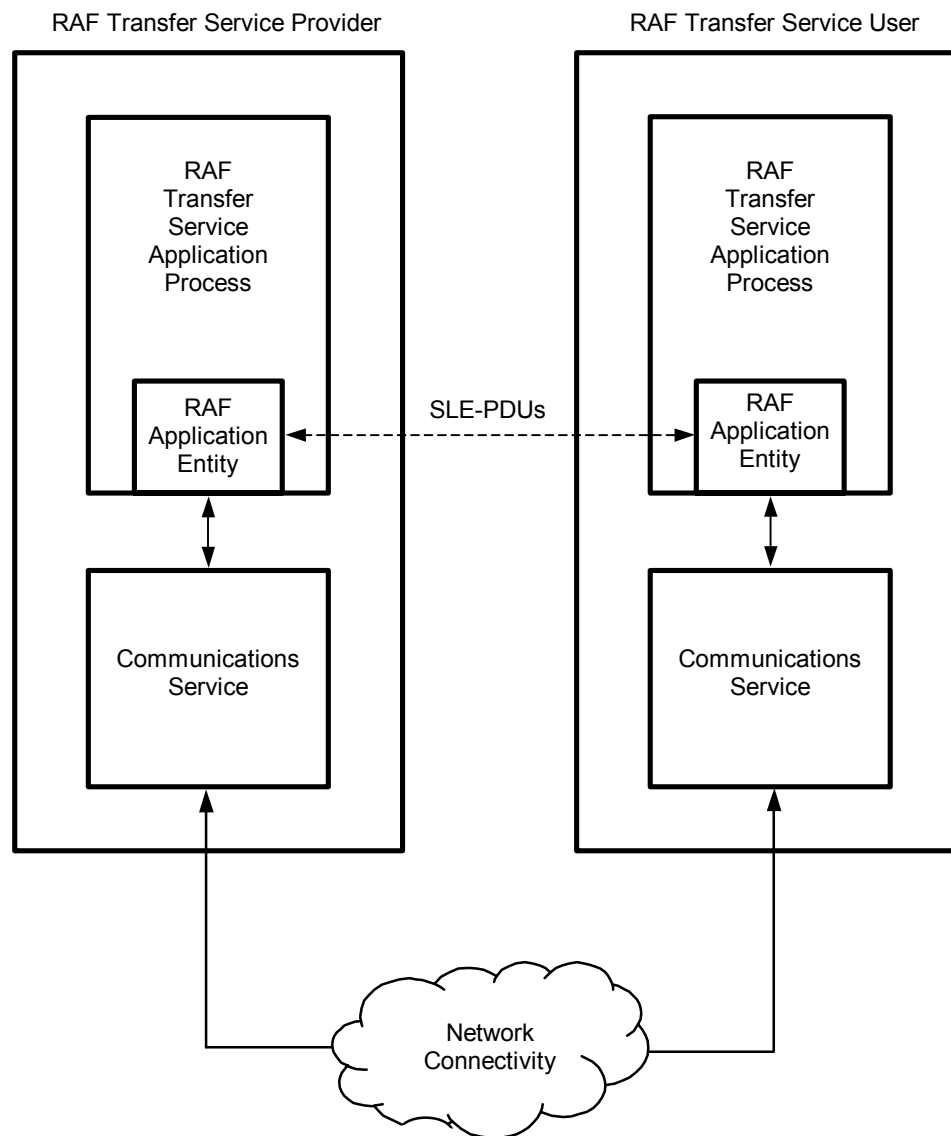 RAF Transfer Service Provider
RAF Transfer Service User
RAF
Transfer
Service
Application
Process
RAF
Transfer
Service
Application
Process
RAF
Application
Entity
SLE-PDUs
RAF
Application
Entity
Communications
Service
Communications
Service
Network
Connectivity